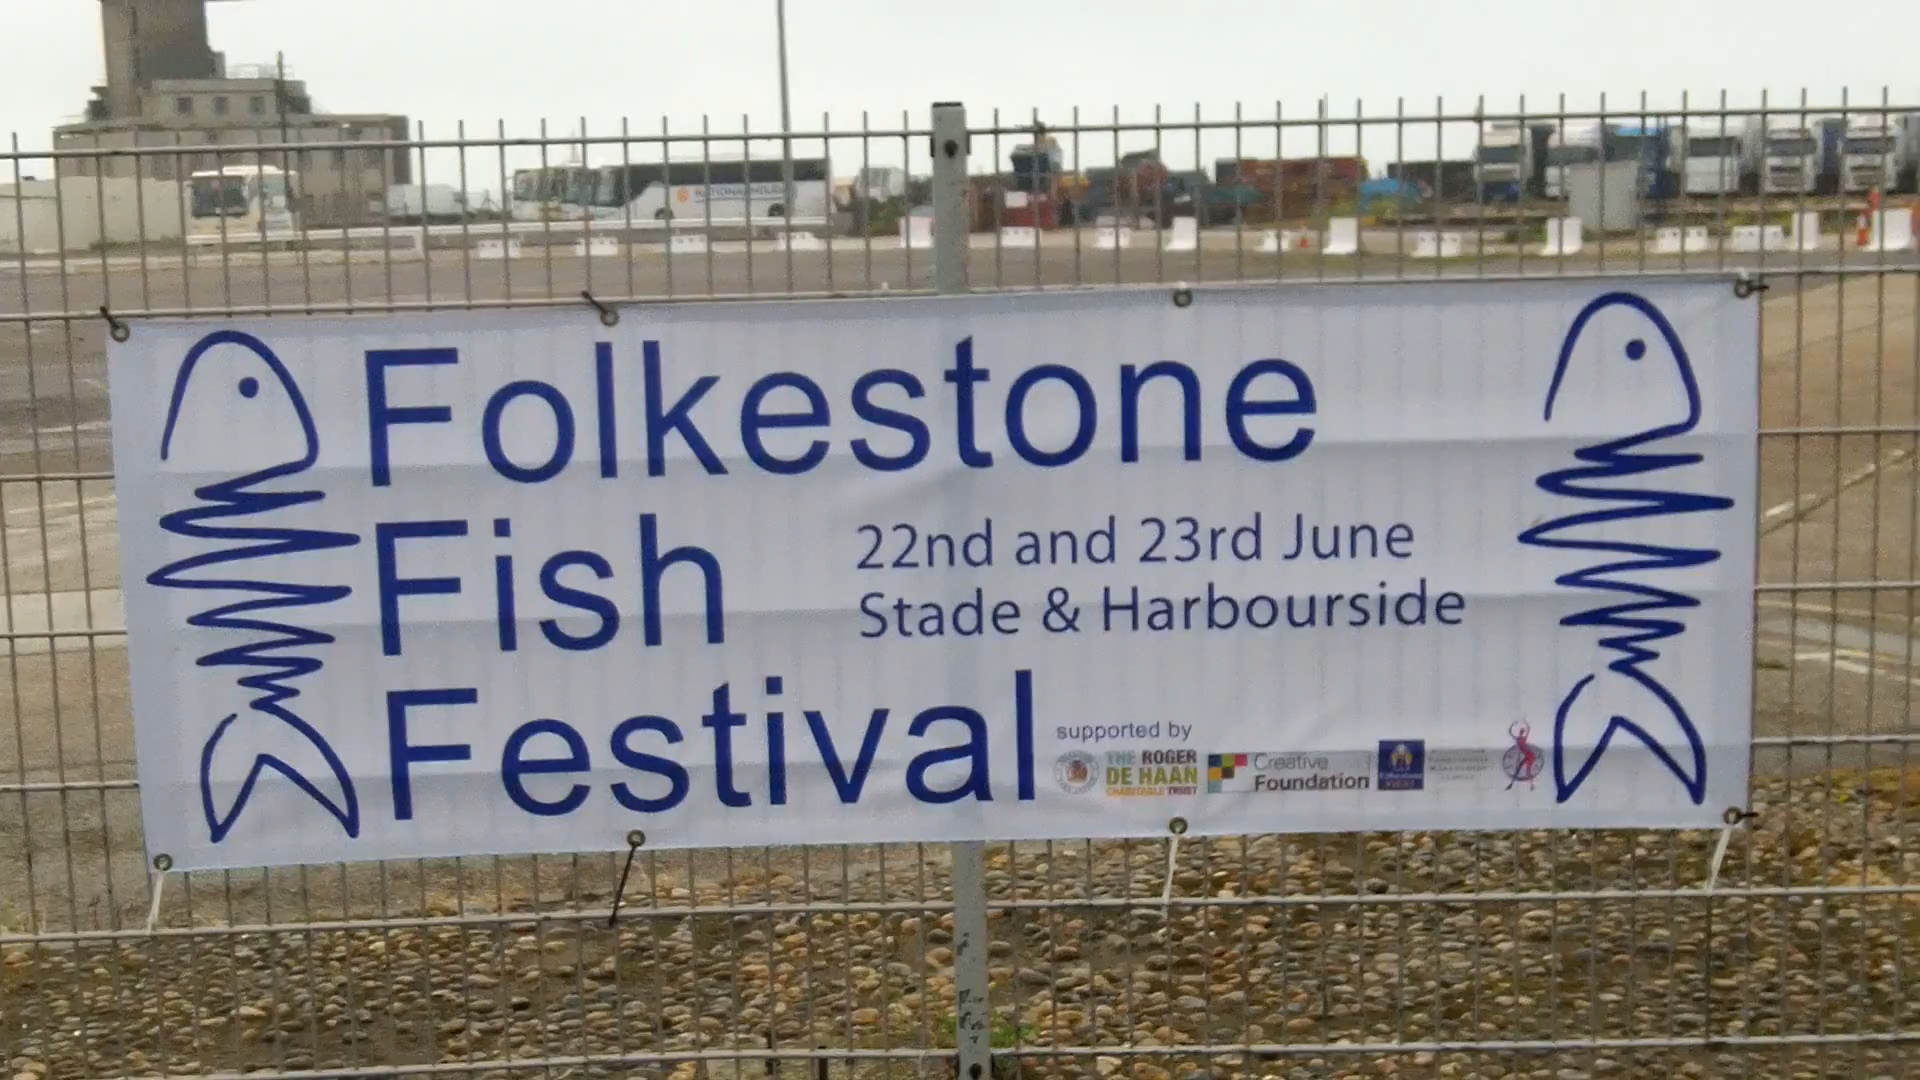 Folkestone
Fish
22nd and 23rd June
Stade & Harbourside
Festival
supported by
THE ROGER
DE HAAN
CHARITABLE TRUST
Creative
Foundation